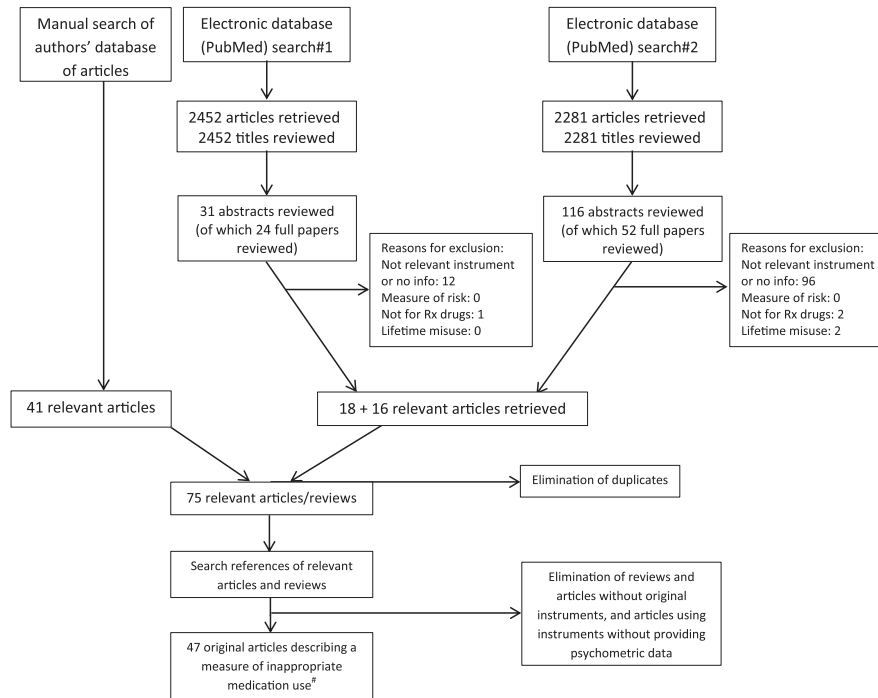 Manual search of
authors' database
of articles
Electronic database
(PubMed) search#1
Electronic database
(PubMed) search#2
2452 articles retrieved
2452 titles reviewed
2281 articles retrieved
2281 titles reviewed
31 abstracts reviewed
(of which 24 full papers
reviewed)
116 abstracts reviewed
(of which 52 full papers
reviewed)
Reasons for exclusion:
Not relevant instrument
or no info: 12
Measure of risk: 0
Not for Rx drugs: 1
Lifetime misuse: 0
Reasons for exclusion:
Not relevant instrument
or no info: 96
Measure of risk: 0
Not for Rx drugs: 2
Lifetime misuse: 2
41 relevant articles
18 + 16 relevant articles retrieved
75 relevant articles/reviews
Elimination of duplicates
Search references of relevant
articles and reviews
Elimination of reviews and
articles without original
instruments, and articles using
instruments without providing
psychometric data
47 original articles describing a
measure of inappropriate
medication use#